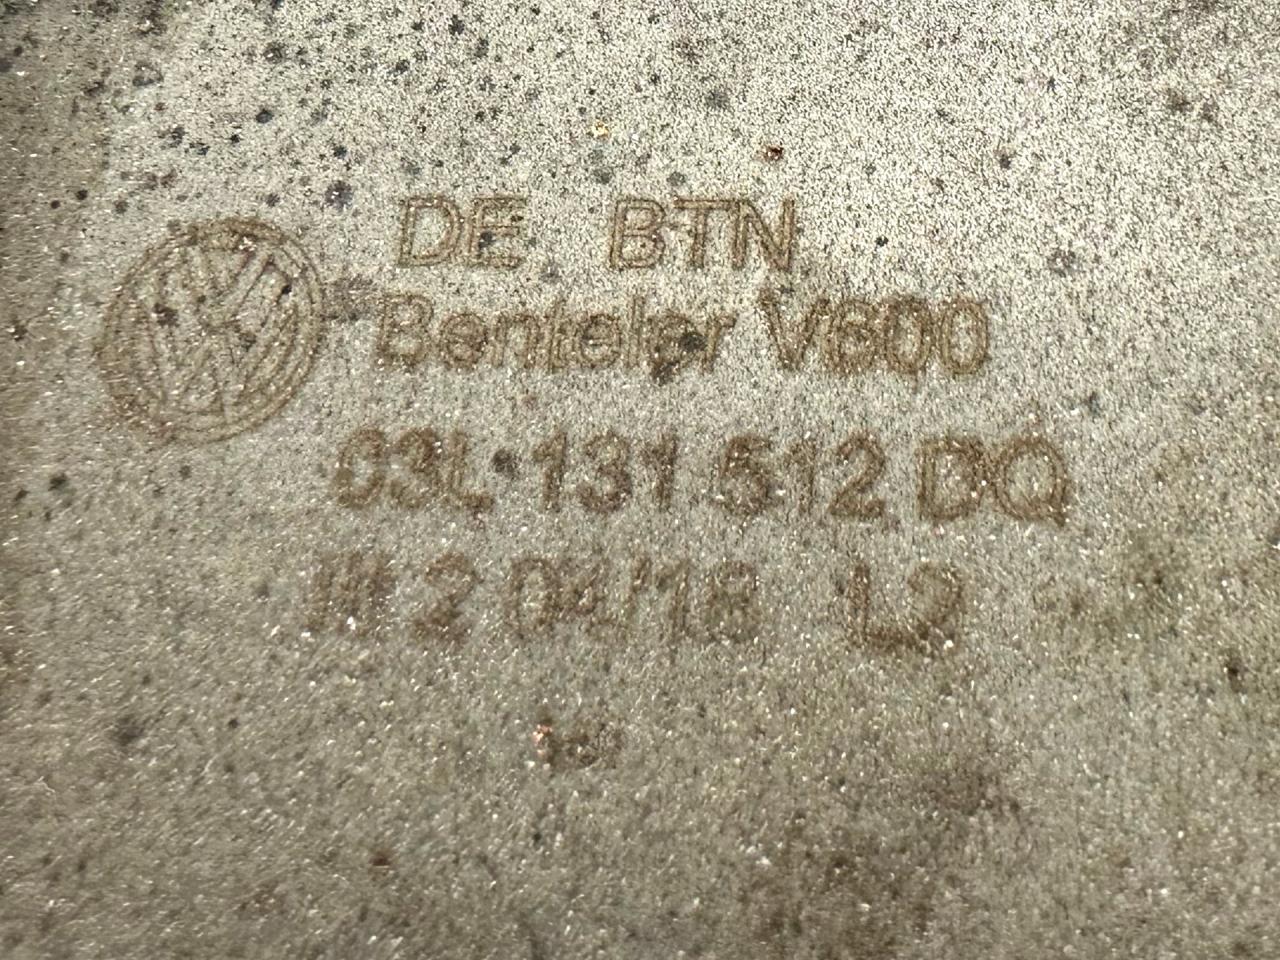 DE BTN
Benteler V600
03L 131 512 DQ
2 04/18 L2